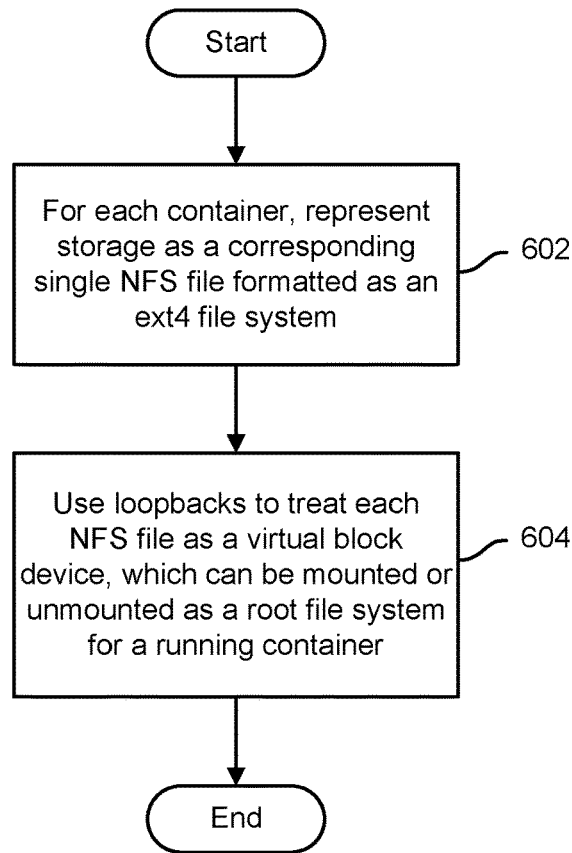 Start
For each container, represent
storage as a corresponding
single NFS file formatted as an
ext4 file system
602
Use loopbacks to treat each
NFS file as a virtual block
device, which can be mounted or
unmounted as a root file system
for a running container
604
End